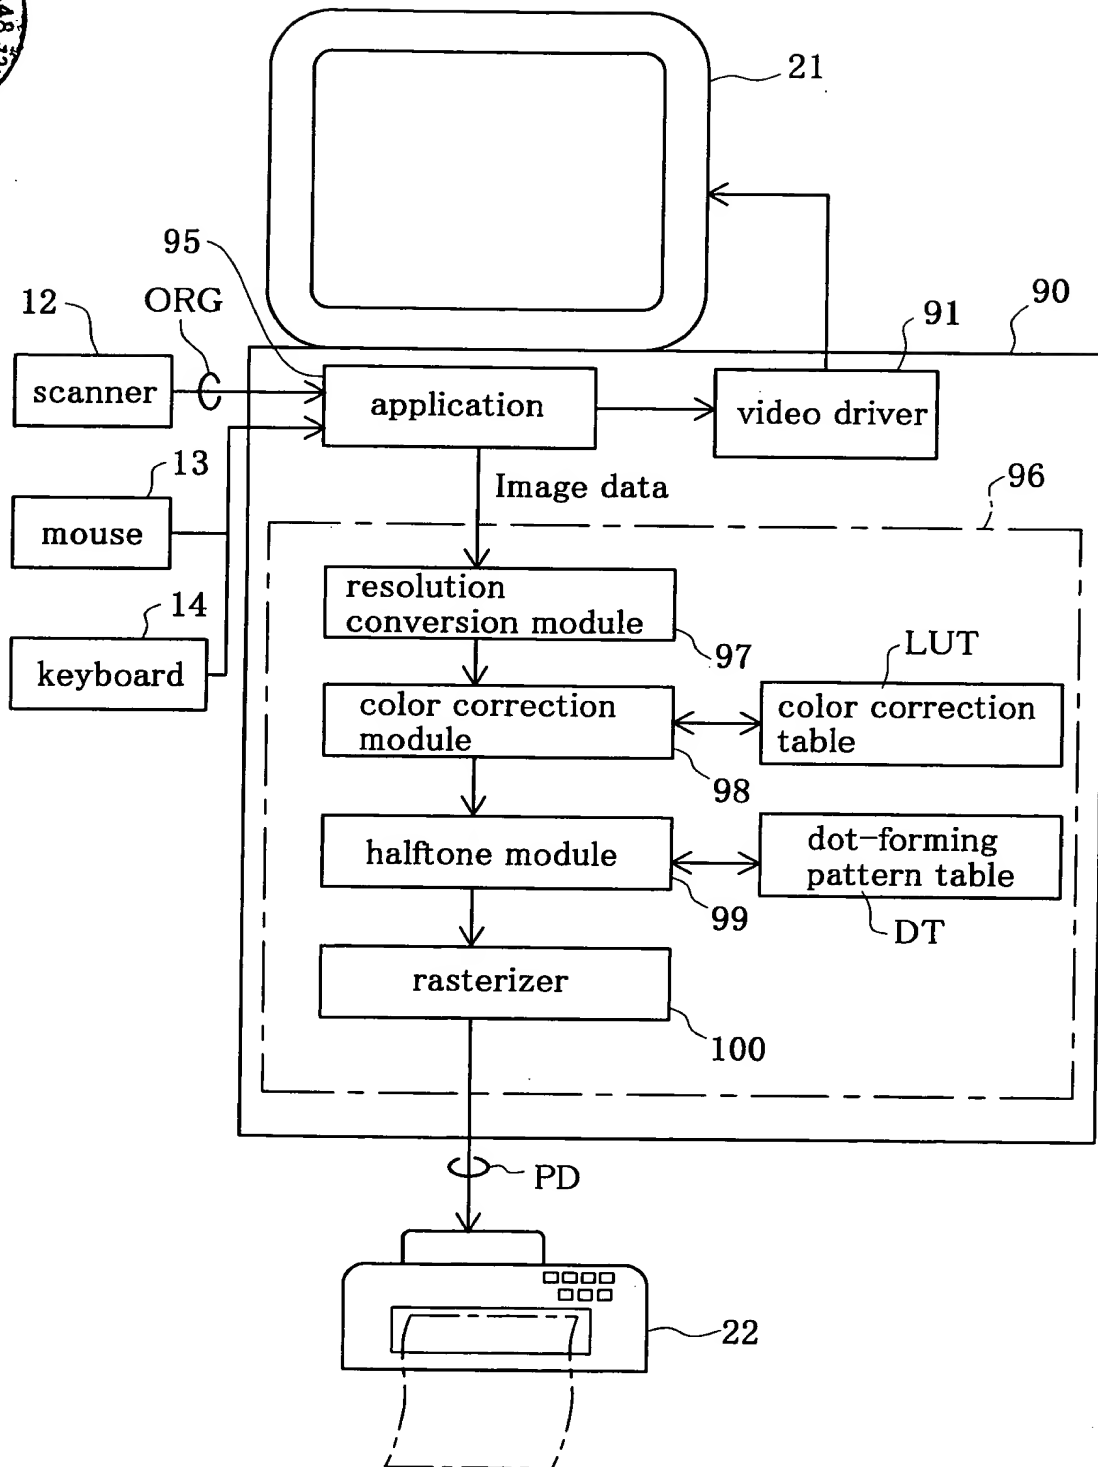 21
95
12
ORG
90
91
scanner
application
video driver
13
Image data
96
mouse
resolution
conversion module
14
97
LUT
keyboard
color correction
module
color correction
table
98
halftone module
dot-forming
pattern table
99
DT
rasterizer
100
PD
22